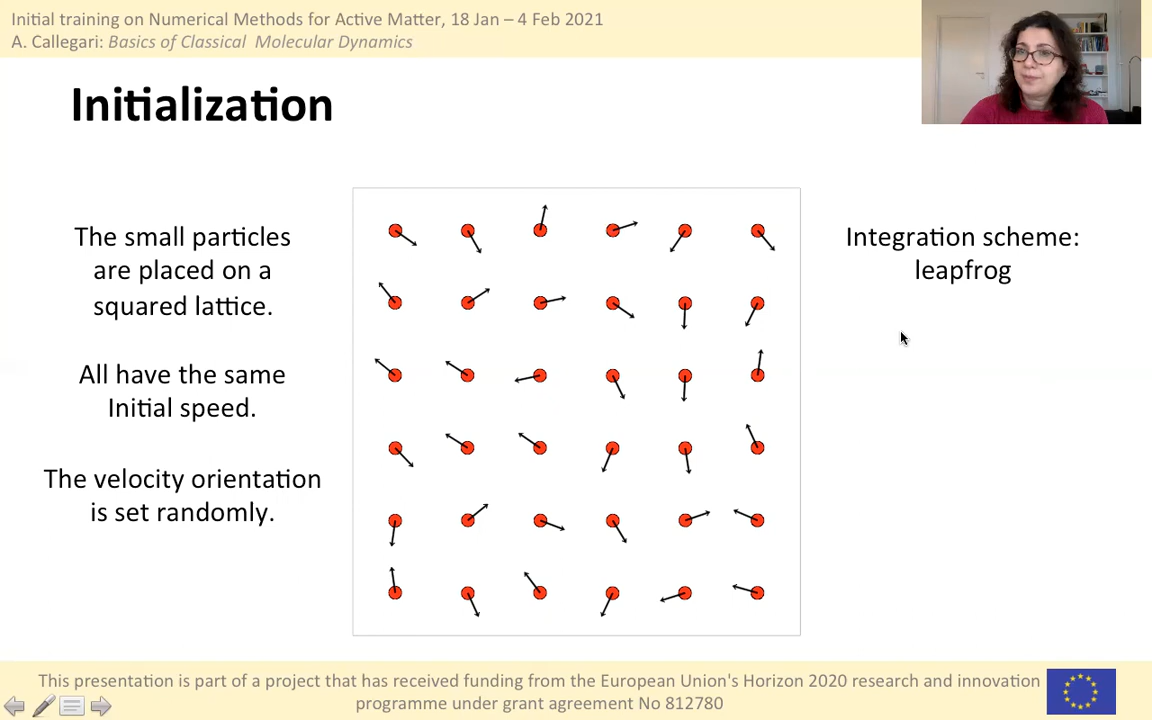 Initial training on Numerical Methods for Active Matter, 18 Jan – 4 Feb 2021
A. Callegari: Basics of Classical Molecular Dynamics
Initialization
The small particles
are placed on a
squared lattice.
All have the same
Initial speed.
The velocity orientation
is set randomly.
Integration scheme:
leapfrog
This presentation is part of a project that has received funding from the European Union's Horizon 2020 research and innovation
programme under grant agreement No 812780